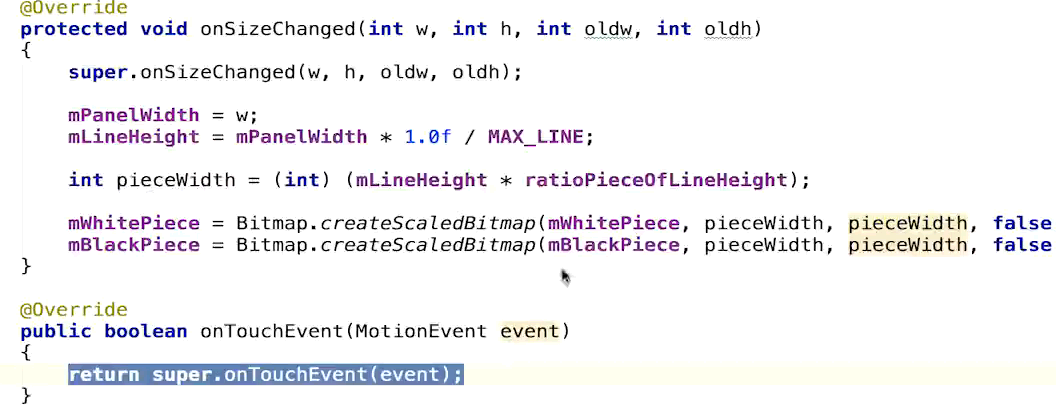 @Override
protected void onSizeChanged(int w, int h, int oldw, int oldh)
{
super.onSizeChanged(w, h, oldw, oldh);
mPanelWidth = w;
mLineHeight = mPanelWidth * 1.0f / MAX_LINE;
int pieceWidth = (int) (mLineHeight * ratioPieceOfLineHeight);
mWhitePiece = Bitmap.createScaledBitmap(mWhitePiece, pieceWidth, pieceWidth, false
mBlackPiece = Bitmap.createScaledBitmap(mBlackPiece, pieceWidth, pieceWidth, false
}
@Override
public boolean onTouchEvent(MotionEvent event)
{
return super.onTouchEvent(event);
}